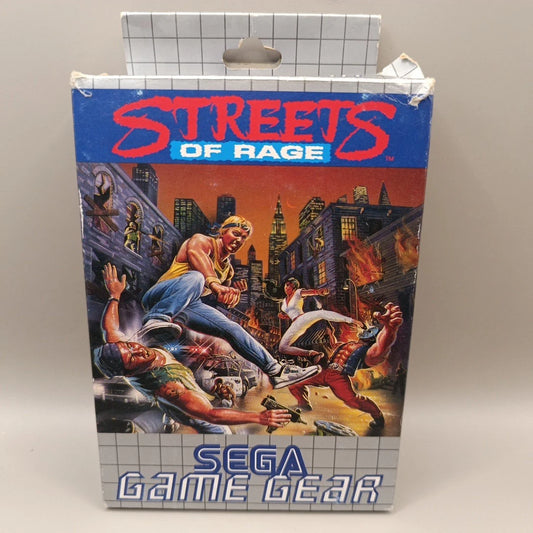 STREETS
OF RAGE
TM
SEGA
GAME GEAR